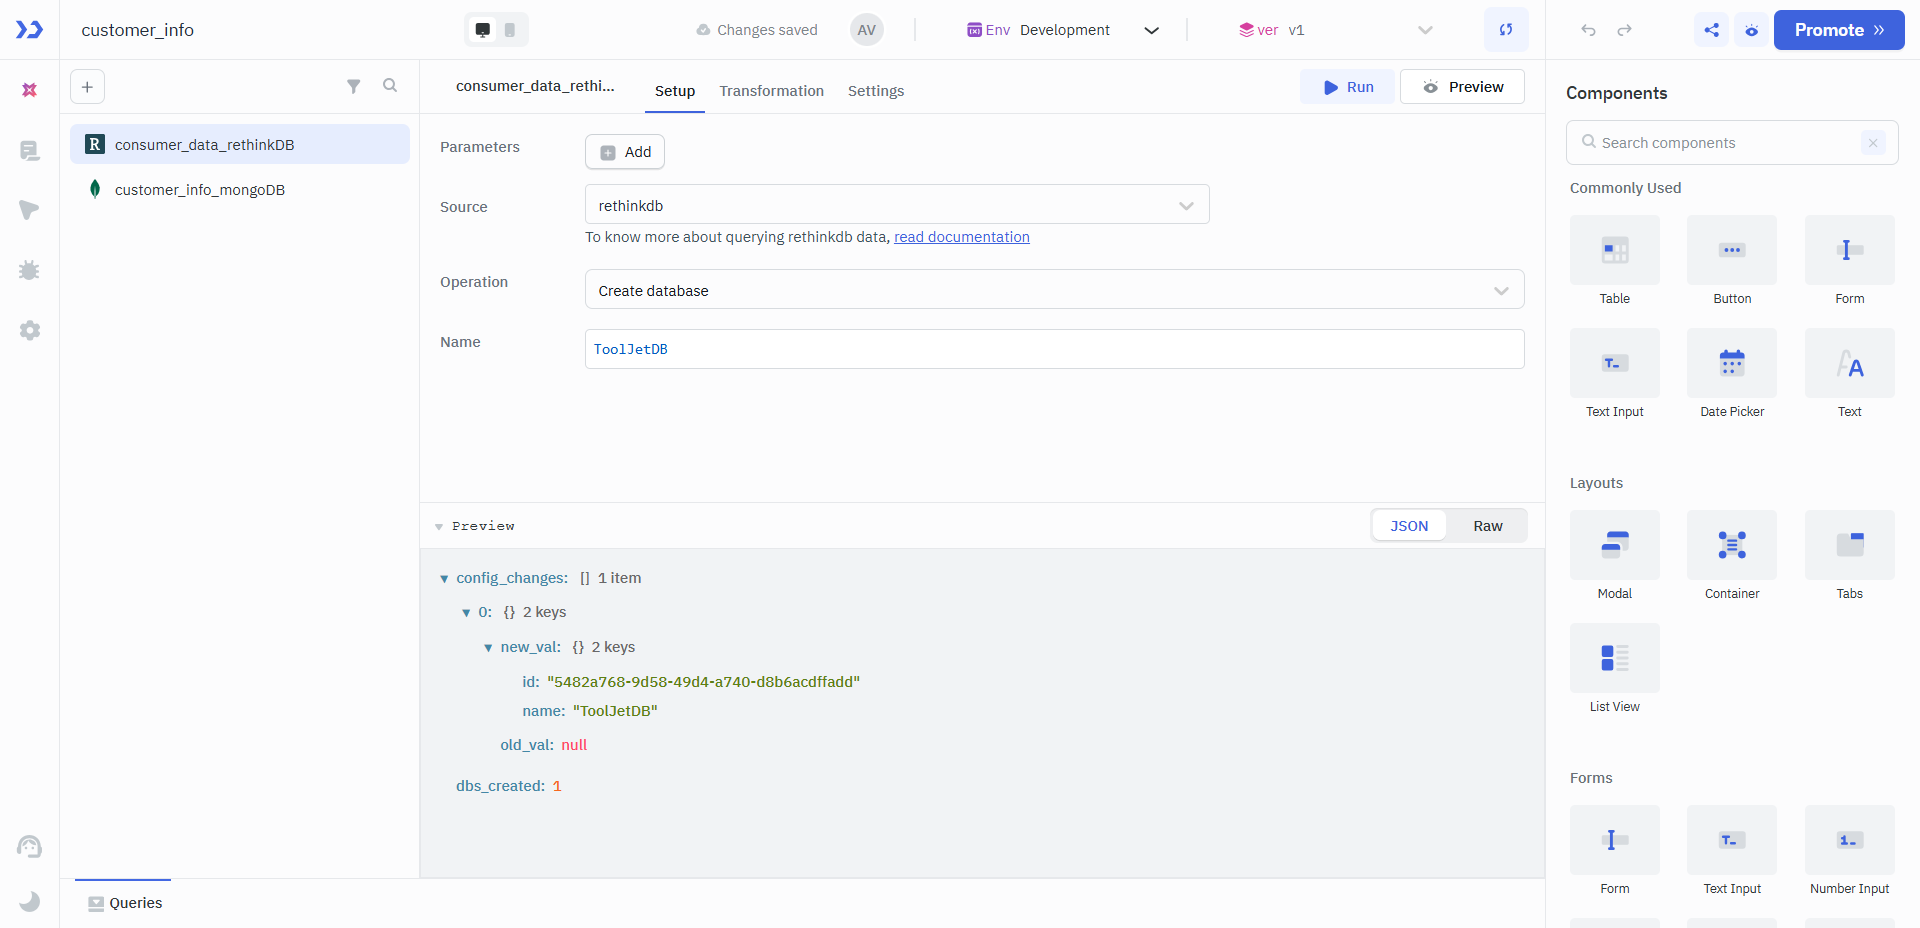 customer_info
Changes saved
AV
Env
Development
ver
v1
Promote
consumer_data_rethinkDB
customer_info_mongoDB
consumer_data_rethi...
Setup
Transformation
Settings
Run
Preview
Parameters
Add
Source
rethinkdb
To know more about querying rethinkdb data, read documentation
Operation
Create database
Name
ToolJetDB
Preview
JSON
Raw
config_changes: [] 1 item
0: {} 2 keys
new_val: {} 2 keys
id: "5482a768-9d58-49d4-a740-d8b6acdffadd"
name: "ToolJetDB"
old_val: null
dbs_created: 1
Queries
Components
Search components
Commonly Used
Table
Button
Form
Text Input
Date Picker
Text
Layouts
Modal
Container
Tabs
List View
Forms
Form
Text Input
Number Input